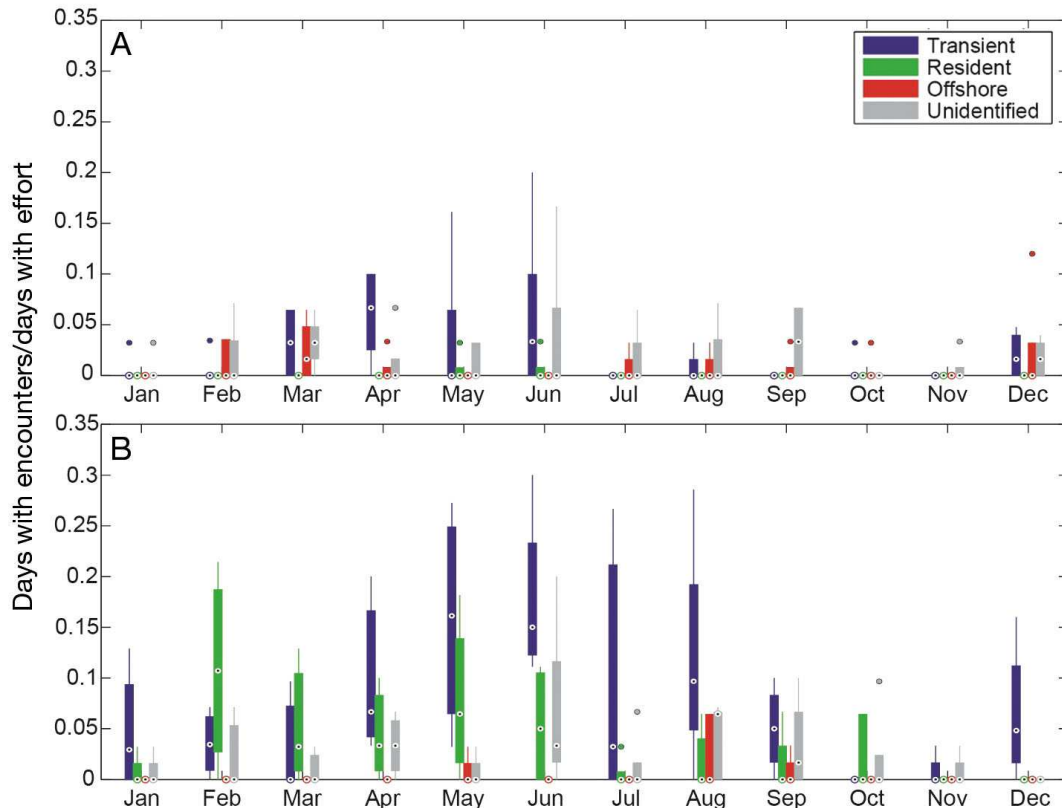 Days with encounters/days with effort
A
Transient
Resident
Offshore
Unidentified
0.35
0.3
0.25
0.2
0.15
0.1
0.05
0
Jan Feb Mar Apr May Jun Jul Aug Sep Oct Nov Dec
B
0.35
0.3
0.25
0.2
0.15
0.1
0.05
0
Jan Feb Mar Apr May Jun Jul Aug Sep Oct Nov Dec